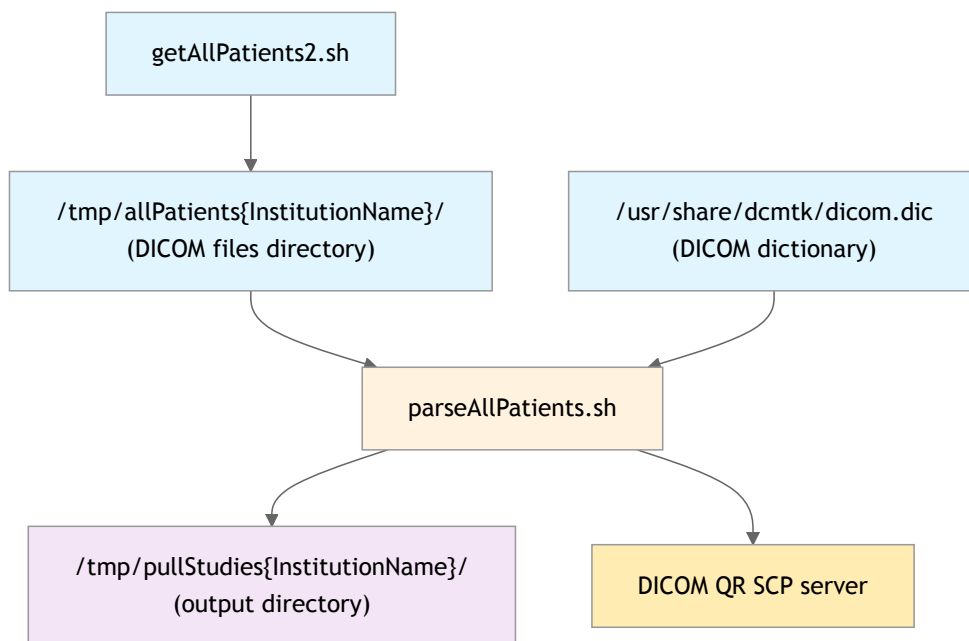 getAllPatients2.sh
/tmp/allPatients{InstitutionName}/
(DICOM files directory)
/usr/share/dcmtk/dicom.dic
(DICOM dictionary)
parseAllPatients.sh
/tmp/pullStudies{InstitutionName}/
(output directory)
DICOM QR SCP server